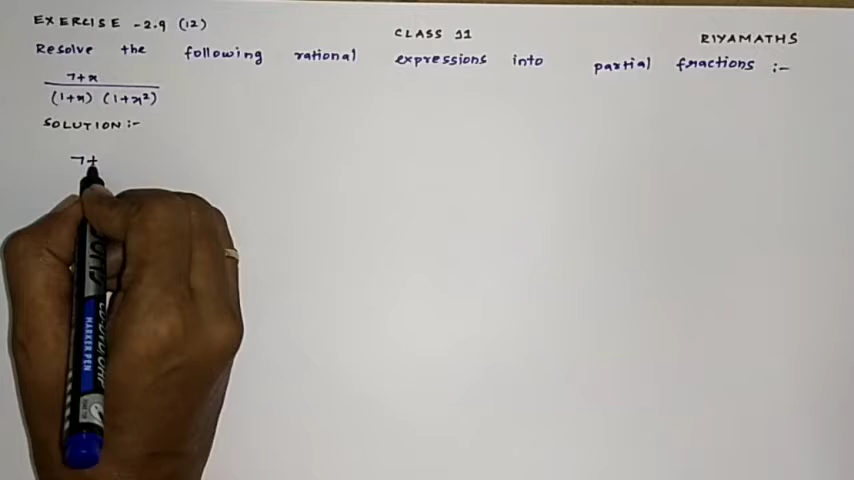 EXERCISE -2.9 (12)
CLASS 11
RIYAMATHS
Resolve the following rational expressions into partial fractions :-
7+x
(1+x) (1+x²)
SOLUTION :-
7+